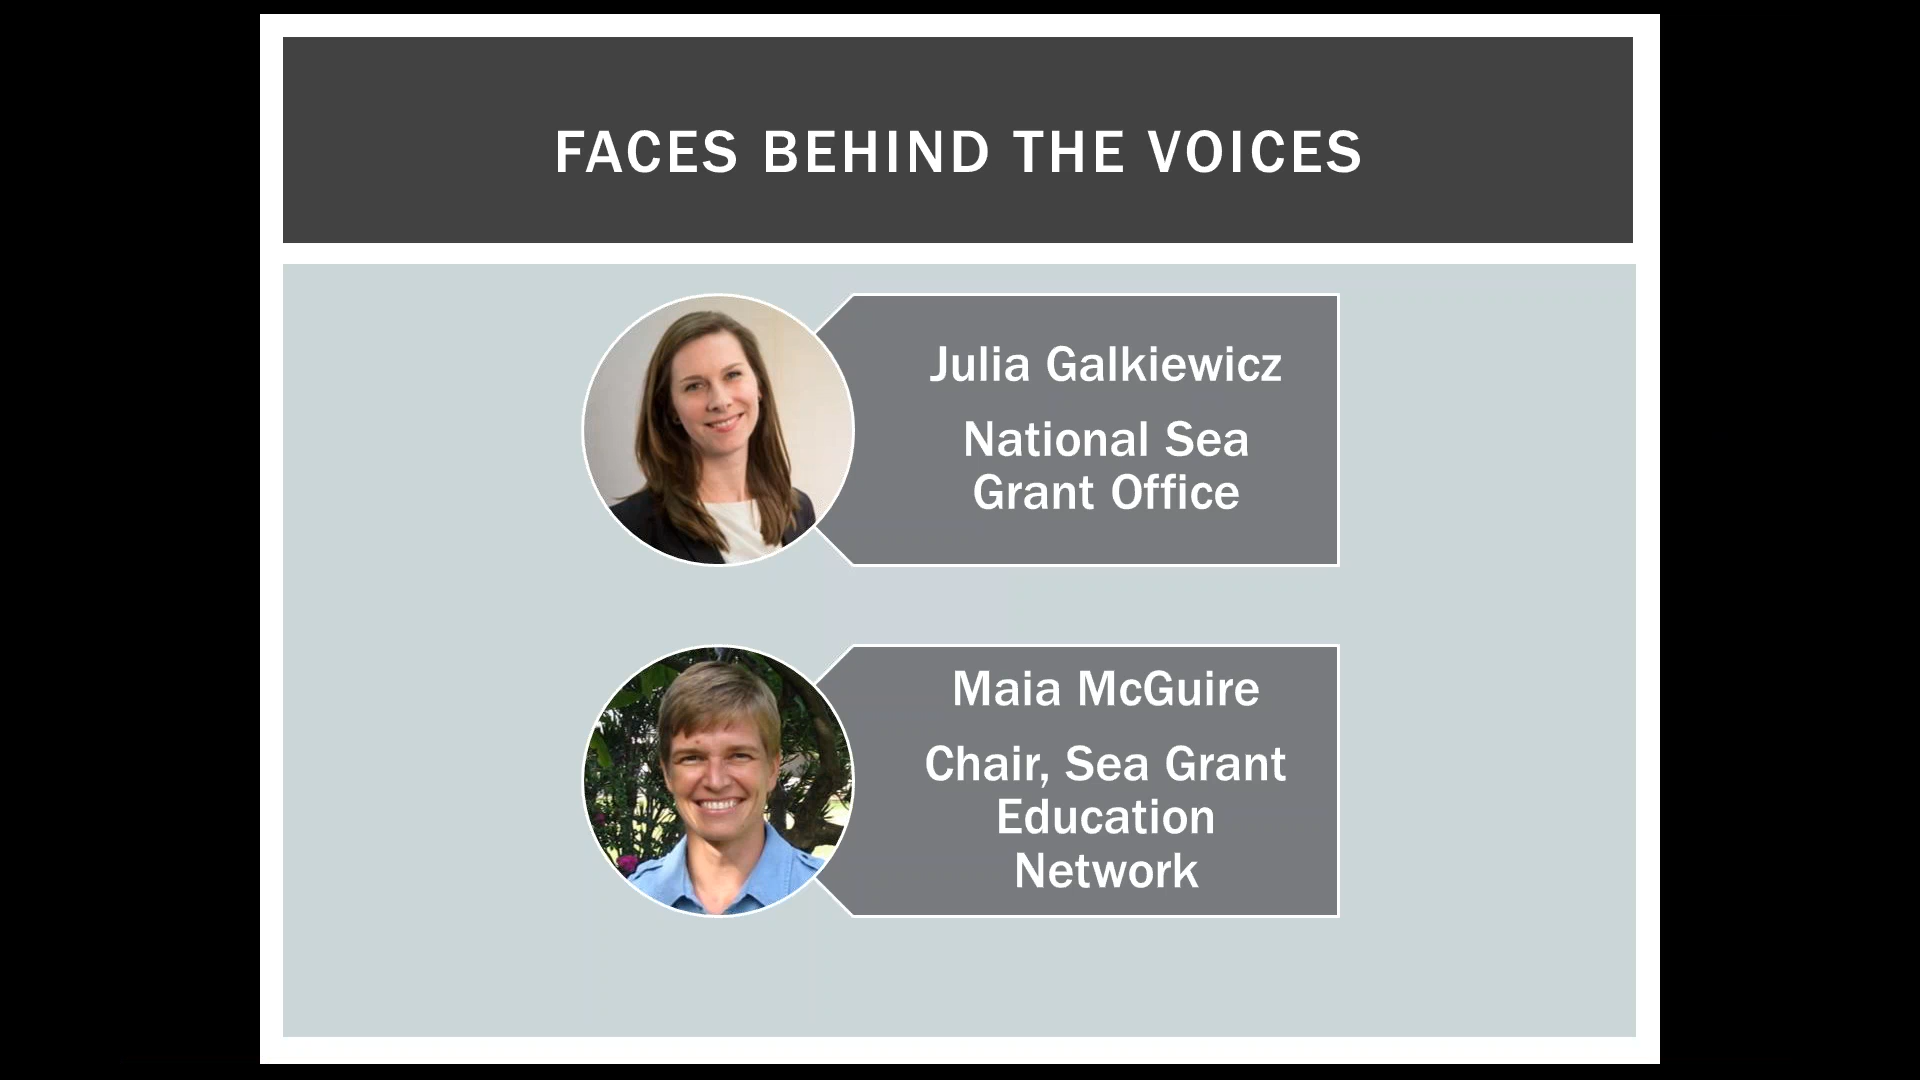 FACES BEHIND THE VOICES
Julia Galkiewicz
National Sea
Grant Office
Maia McGuire
Chair, Sea Grant
Education
Network